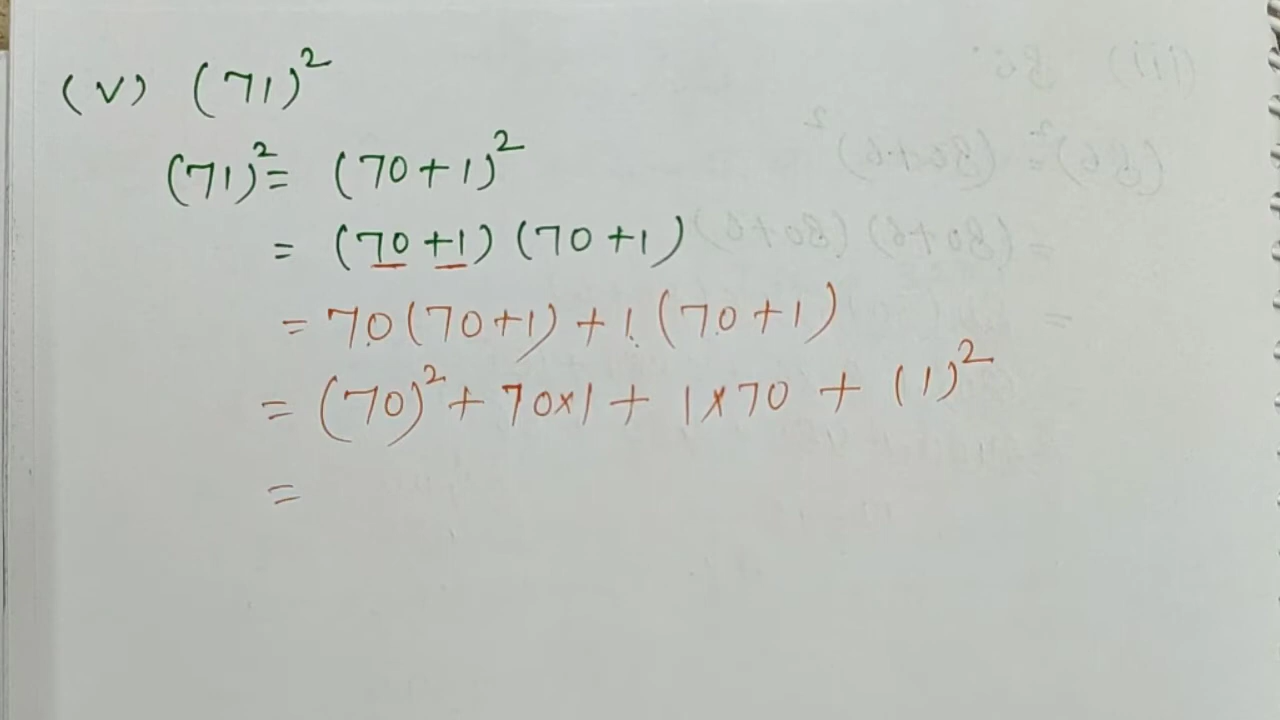 (v) (71)²
(71)² = (70+1)²
= (70+1) (70+1)
= 70(70+1) + 1(70+1)
= (70)² + 70×1 + 1×70 + (1)²
=